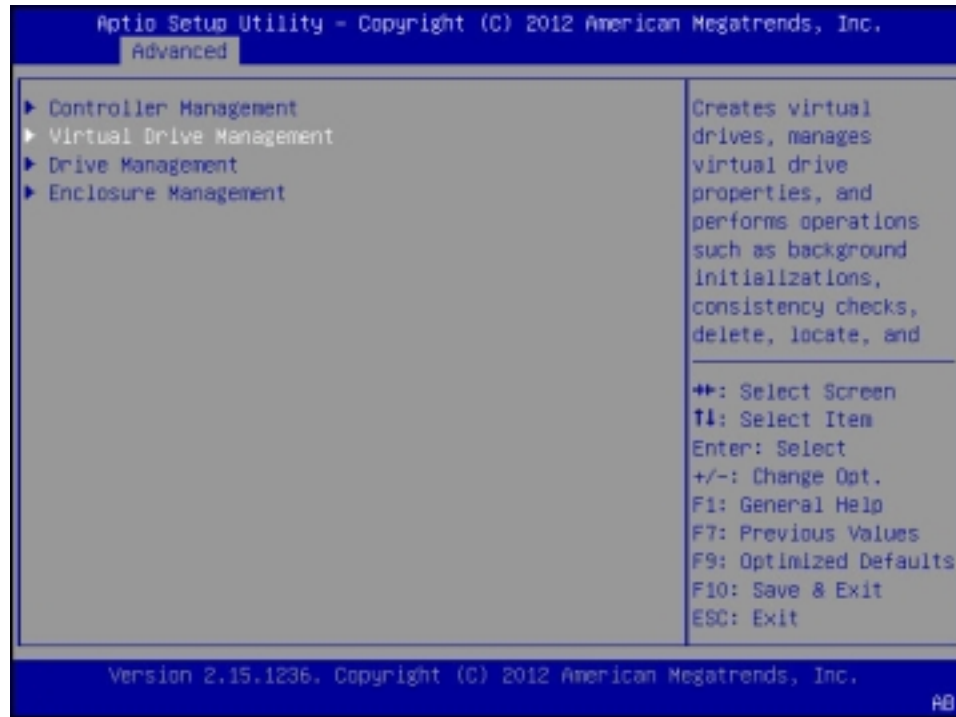 Aptio Setup Utility - Copyright (C) 2012 American Megatrends, Inc.
Advanced
▶ Controller Management
▶ Virtual Drive Management
▶ Drive Management
▶ Enclosure Management
Creates virtual
drives, manages
virtual drive
properties, and
performs operations
such as background
initializations,
consistency checks,
delete, locate, and
→←: Select Screen
↑↓: Select Item
Enter: Select
+/-: Change Opt.
F1: General Help
F7: Previous Values
F9: Optimized Defaults
F10: Save & Exit
ESC: Exit
Version 2.15.1236. Copyright (C) 2012 American Megatrends, Inc.
AB